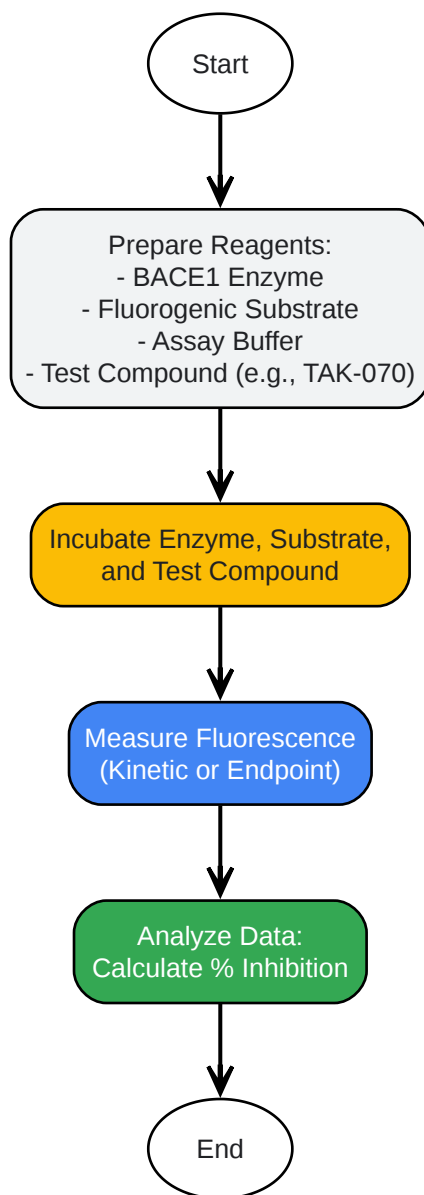 Start
Prepare Reagents:
- BACE1 Enzyme
- Fluorogenic Substrate
- Assay Buffer
- Test Compound (e.g., TAK-070)
Incubate Enzyme, Substrate,
and Test Compound
Measure Fluorescence
(Kinetic or Endpoint)
Analyze Data:
Calculate % Inhibition
End